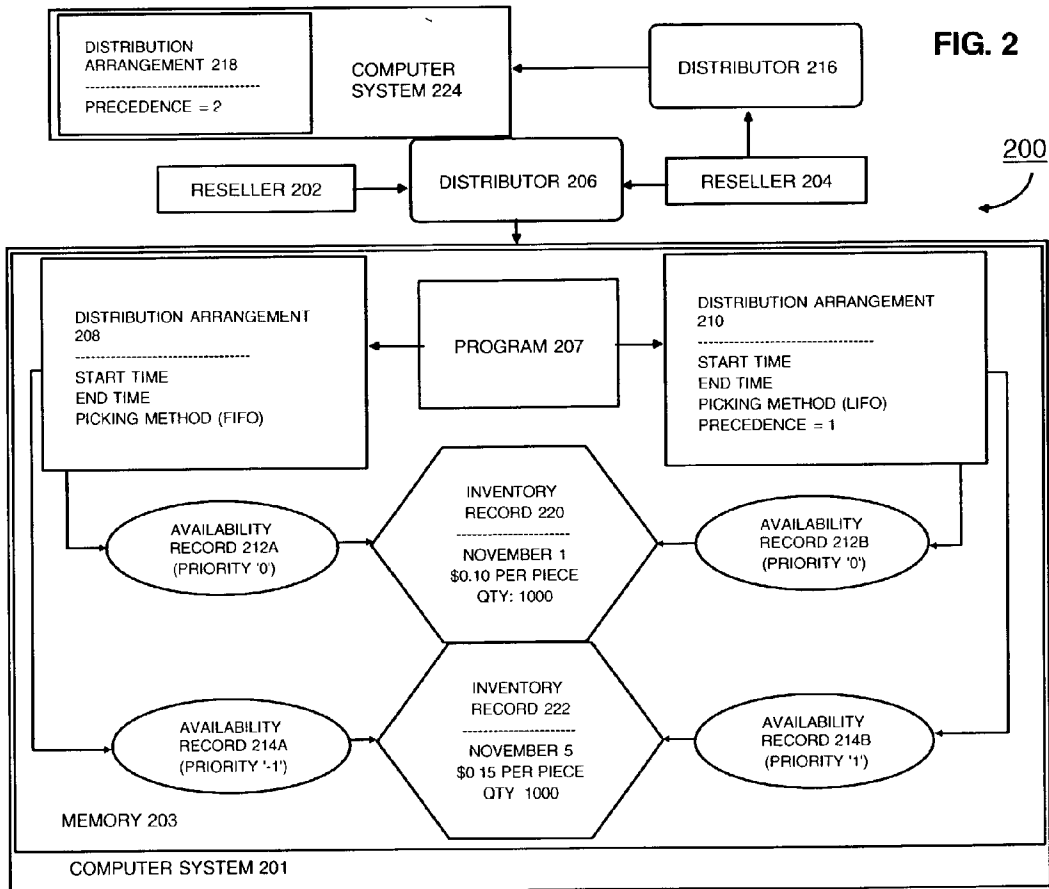 FIG. 2
DISTRIBUTION
ARRANGEMENT 218
------------------------------
PRECEDENCE = 2
COMPUTER
SYSTEM 224
DISTRIBUTOR 216
200
RESELLER 202
DISTRIBUTOR 206
RESELLER 204
DISTRIBUTION ARRANGEMENT
208
------------------------------
START TIME
END TIME
PICKING METHOD (FIFO)
PROGRAM 207
DISTRIBUTION ARRANGEMENT
210
------------------------------
START TIME
END TIME
PICKING METHOD (LIFO)
PRECEDENCE = 1
AVAILABILITY
RECORD 212A
(PRIORITY '0')
INVENTORY
RECORD 220
-------------------
NOVEMBER 1
$0.10 PER PIECE
QTY: 1000
AVAILABILITY
RECORD 212B
(PRIORITY '0')
AVAILABILITY
RECORD 214A
(PRIORITY '-1')
INVENTORY
RECORD 222
-------------------
NOVEMBER 5
$0.15 PER PIECE
QTY 1000
AVAILABILITY
RECORD 214B
(PRIORITY '1')
MEMORY 203
COMPUTER SYSTEM 201